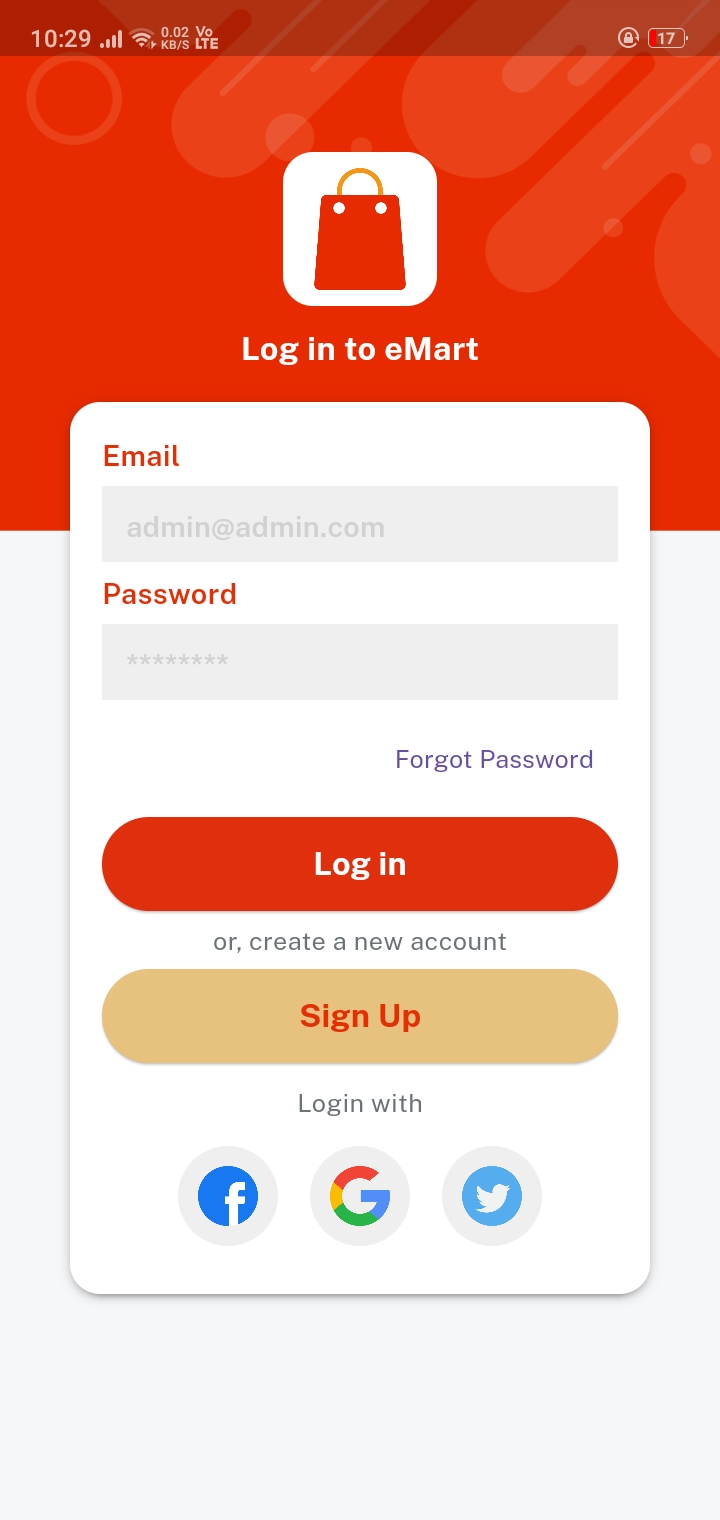 10:29 0.02 KB/S Vo LTE 17
Log in to eMart
Email
admin@admin.com
Password
********
Forgot Password
Log in
or, create a new account
Sign Up
Login with